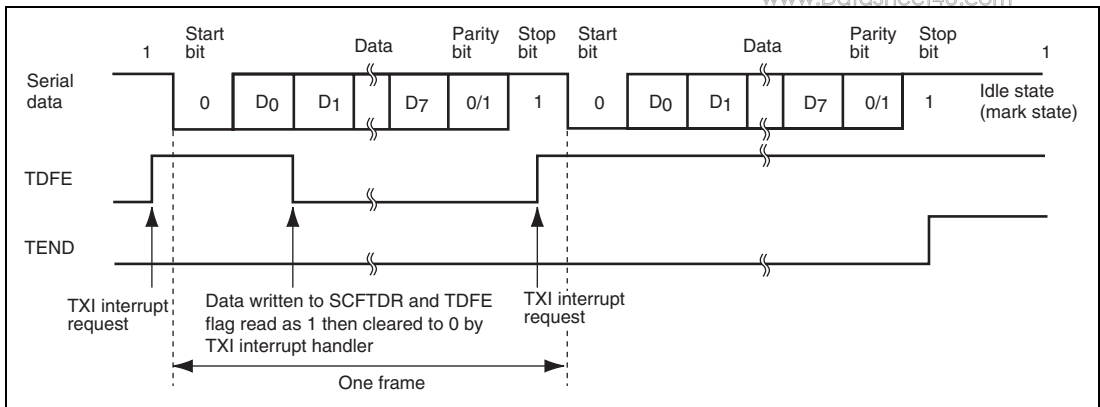 www.DataSheet4U.com
1 Start bit Data Parity bit Stop bit Start bit Data Parity bit Stop bit 1
Serial data 0 D0 D1 D7 0/1 1 0 D0 D1 D7 0/1 1 Idle state (mark state)
TDFE
TEND
TXI interrupt request
Data written to SCFTDR and TDFE
flag read as 1 then cleared to 0 by
TXI interrupt handler
TXI interrupt request
One frame